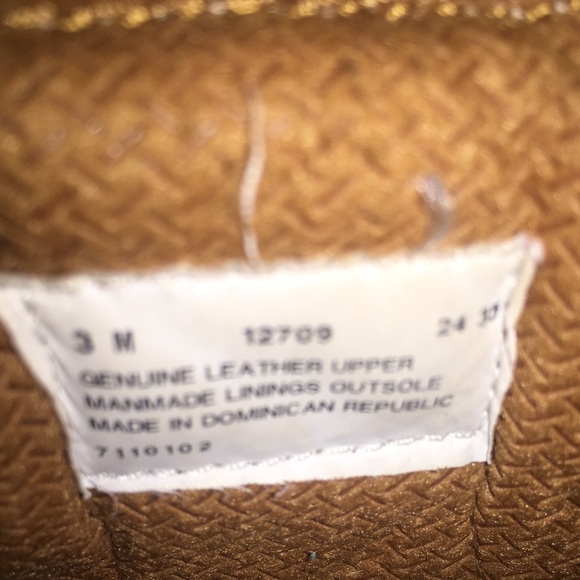 3 M 12709 24 33
GENUINE LEATHER UPPER
MANMADE LININGS OUTSOLE
MADE IN DOMINICAN REPUBLIC
7110102